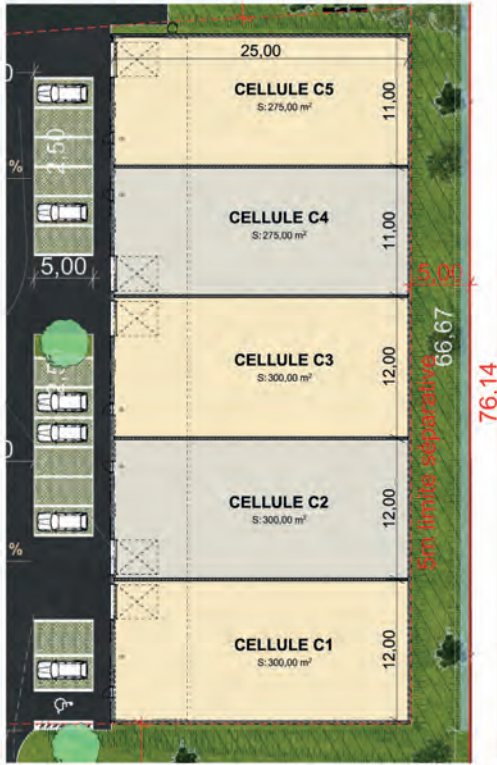 25,00
CELLULE C5
S: 275,00 m²
11,00
2,50
%
CELLULE C4
S: 275,00 m²
11,00
5,00
5,00
CELLULE C3
S: 300,00 m²
12,00
66,67
76,14
5m limite séparative
CELLULE C2
S: 300,00 m²
12,00
%
CELLULE C1
S: 300,00 m²
12,00